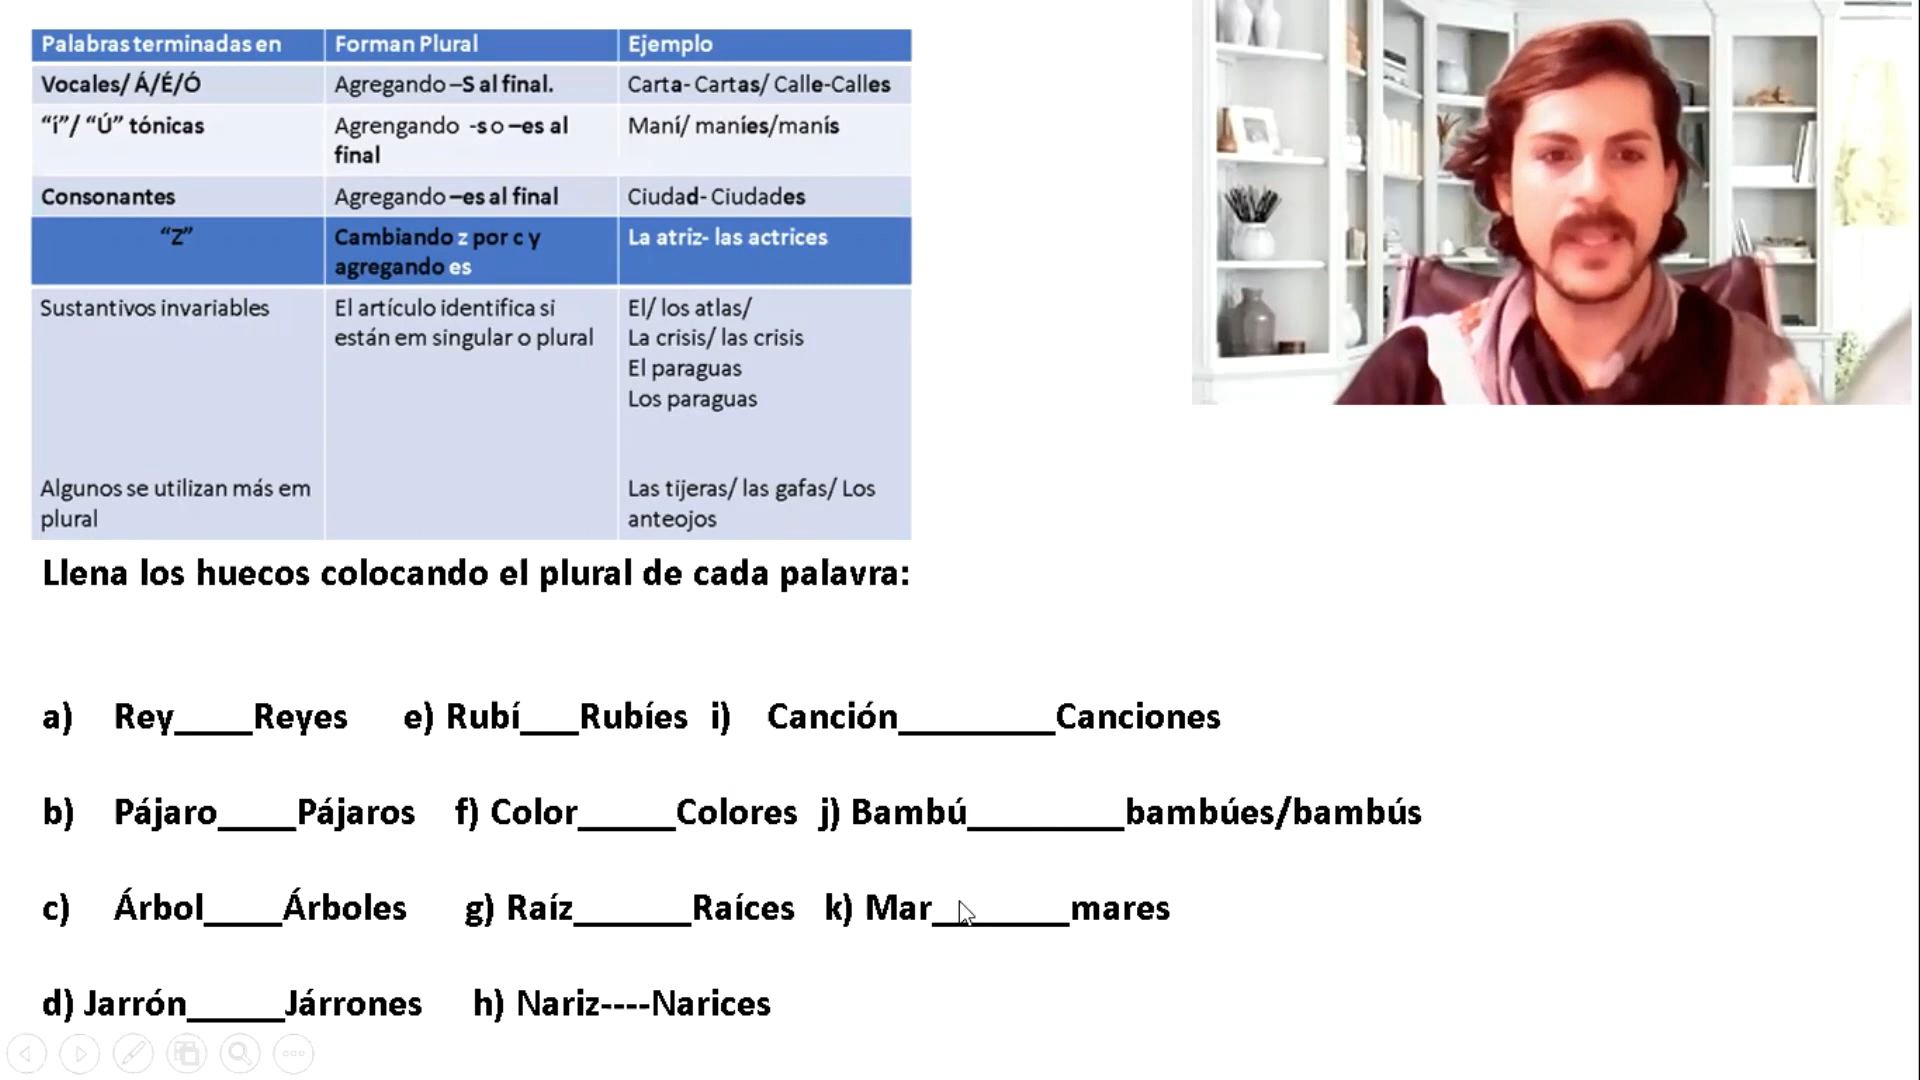 Palabras terminadas en Forman Plural Ejemplo
Vocales/ Á/É/Ó Agregando –S al final. Carta- Cartas/ Calle-Calles
“í”/ “Ú” tónicas Agrengando -s o –es al final Maní/ maníes/manís
Consonantes Agregando –es al final Ciudad- Ciudades
“Z” Cambiando z por c y agregando es La atriz- las actrices
Sustantivos invariables El artículo identifica si están em singular o plural El/ los atlas/
La crisis/ las crisis
El paraguas
Los paraguas
Algunos se utilizan más em plural Las tijeras/ las gafas/ Los anteojos
Llena los huecos colocando el plural de cada palavra:
a) Rey____Reyes e) Rubí___Rubíes i) Canción________Canciones
b) Pájaro____Pájaros f) Color_____Colores j) Bambú________bambúes/bambús
c) Árbol____Árboles g) Raíz______Raíces k) Mar_______mares
d) Jarrón_____Járrones h) Nariz----Narices